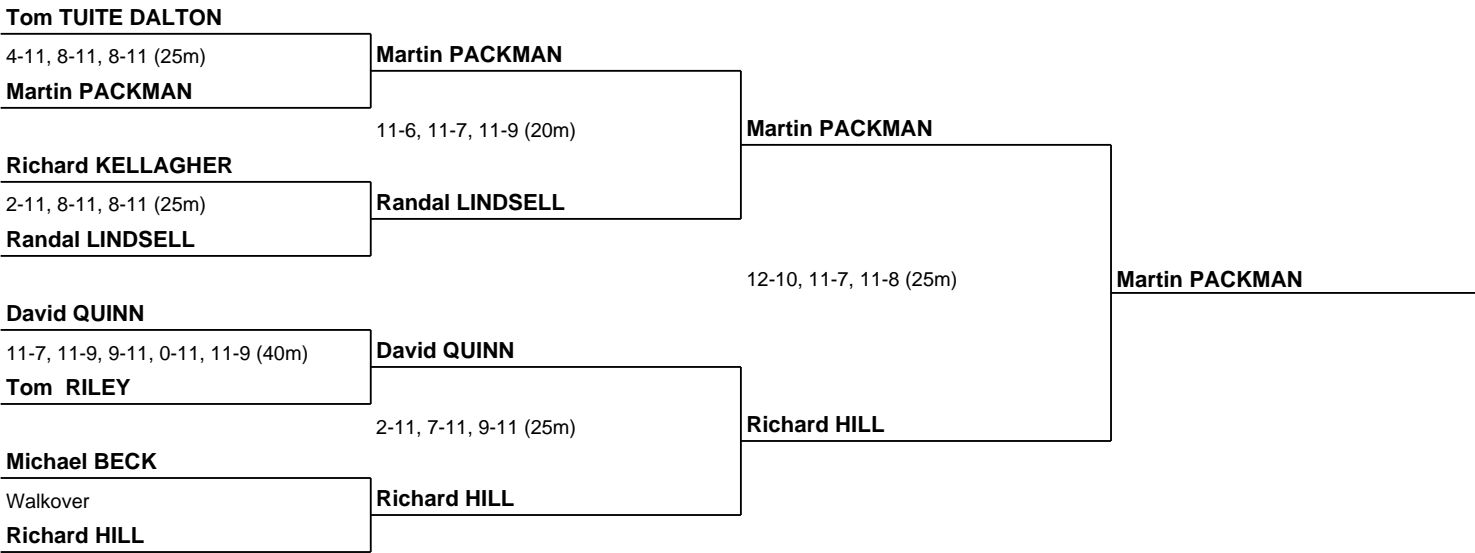 Tom TUITE DALTON
4-11, 8-11, 8-11 (25m)
Martin PACKMAN
Martin PACKMAN
11-6, 11-7, 11-9 (20m)
Martin PACKMAN
Richard KELLAGHER
2-11, 8-11, 8-11 (25m)
Randal LINDSELL
Randal LINDSELL
12-10, 11-7, 11-8 (25m)
Martin PACKMAN
David QUINN
11-7, 11-9, 9-11, 0-11, 11-9 (40m)
David QUINN
Tom  RILEY
2-11, 7-11, 9-11 (25m)
Richard HILL
Michael BECK
Walkover
Richard HILL
Richard HILL